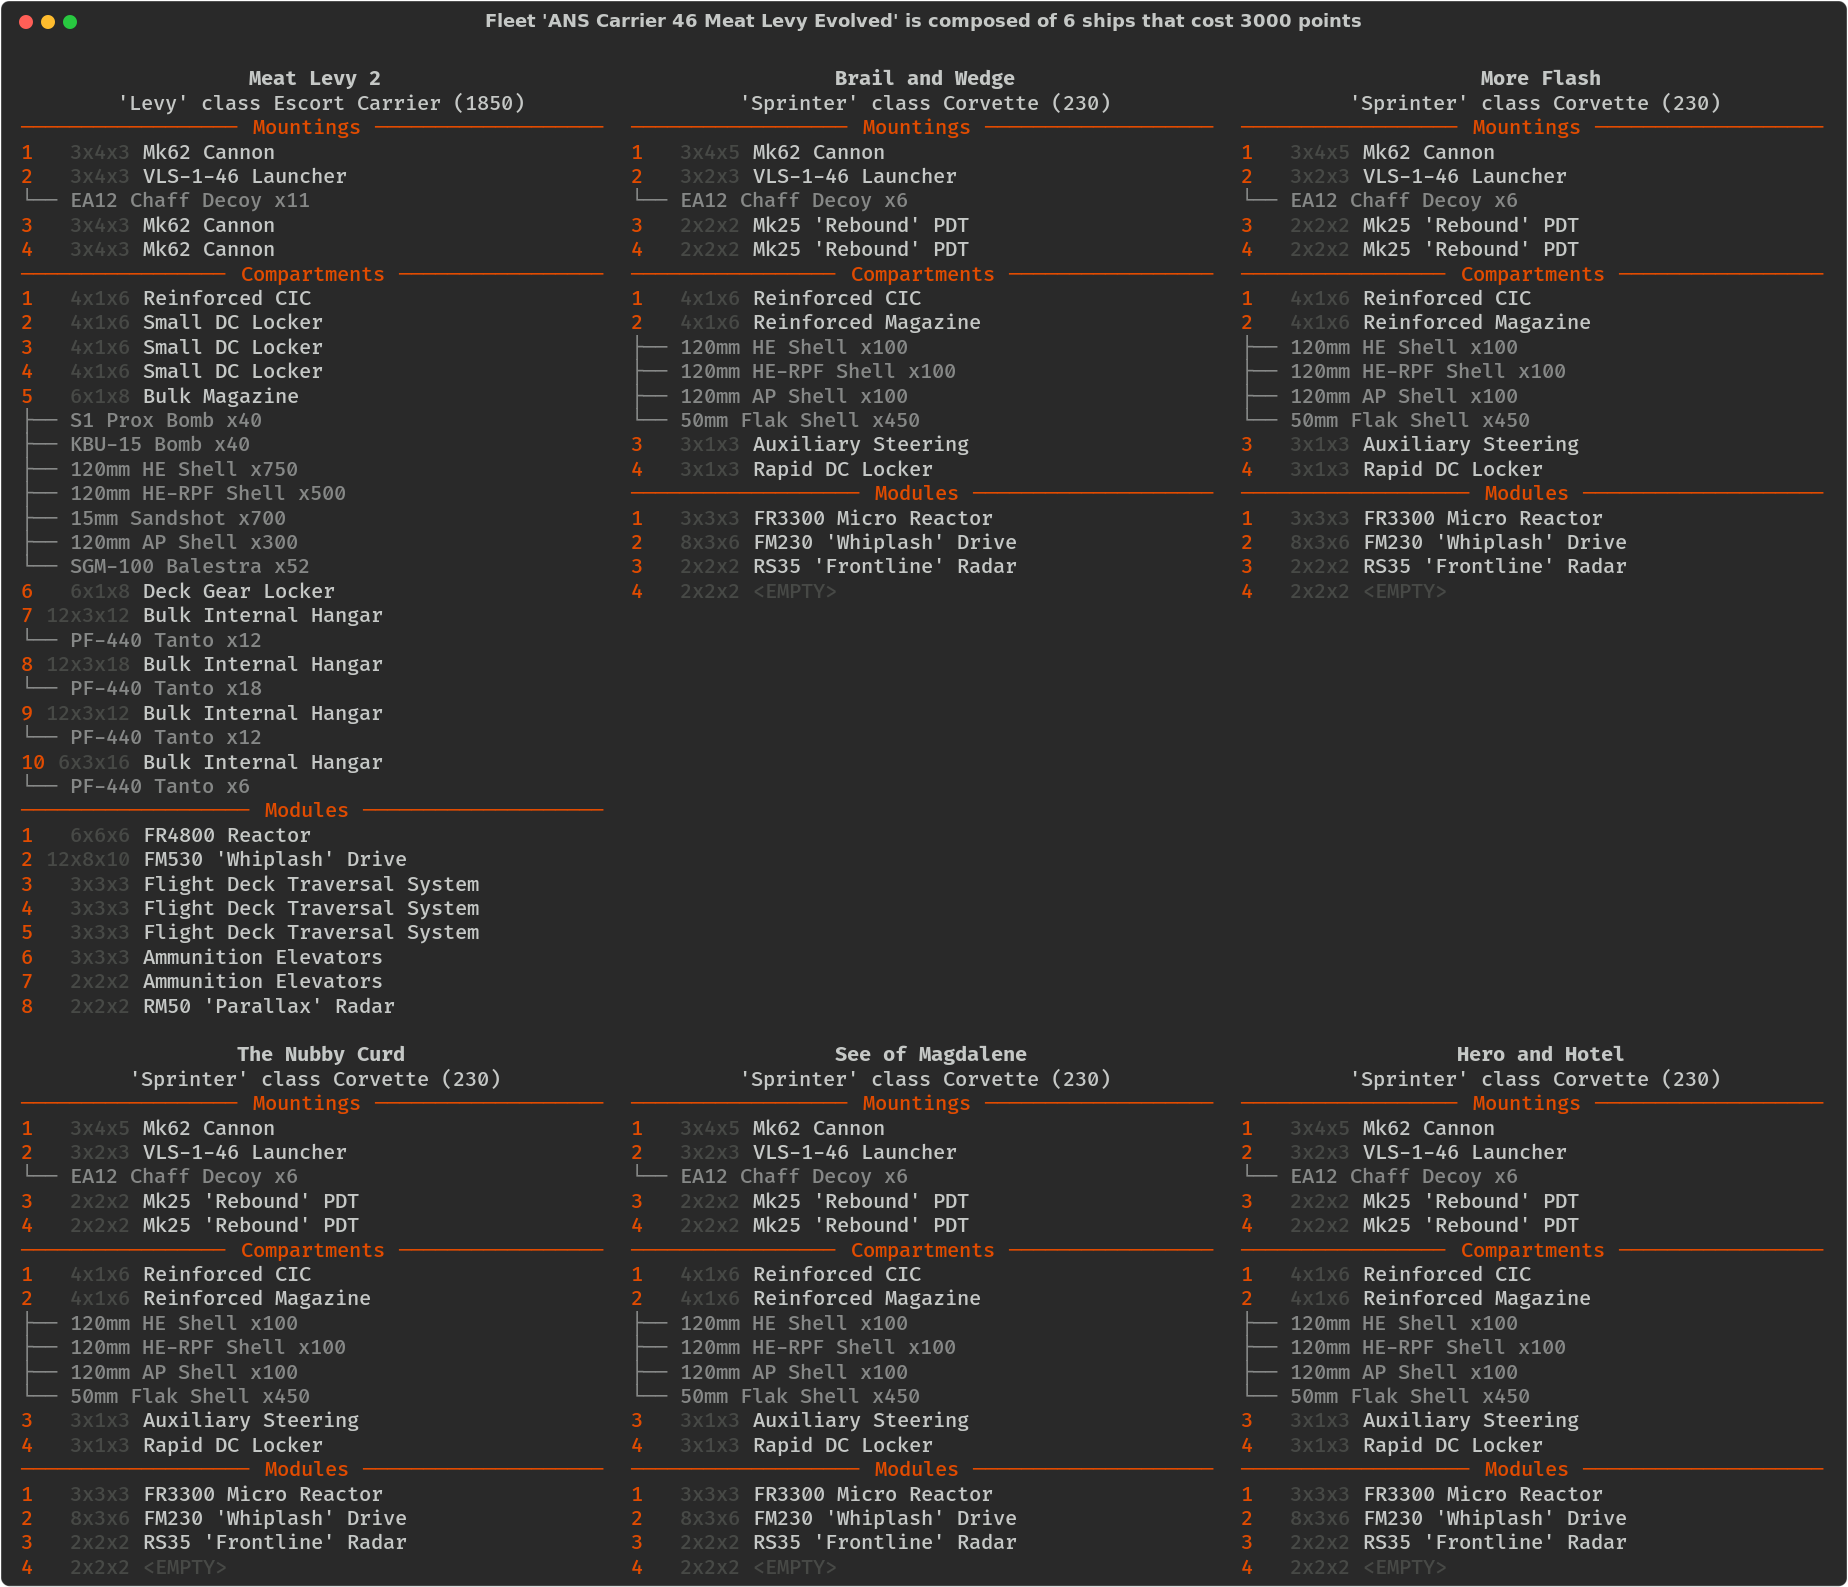 Fleet 'ANS Carrier 46 Meat Levy Evolved' is composed of 6 ships that cost 3000 points
Meat Levy 2
'Levy' class Escort Carrier (1850)
Mountings
1 3x4x3 Mk62 Cannon
2 3x4x3 VLS-1-46 Launcher
EA12 Chaff Decoy x11
3 3x4x3 Mk62 Cannon
4 3x4x3 Mk62 Cannon
Compartments
1 4x1x6 Reinforced CIC
2 4x1x6 Small DC Locker
3 4x1x6 Small DC Locker
4 4x1x6 Small DC Locker
5 6x1x8 Bulk Magazine
S1 Prox Bomb x40
KBU-15 Bomb x40
120mm HE Shell x750
120mm HE-RPF Shell x500
15mm Sandshot x700
120mm AP Shell x300
SGM-100 Balestra x52
6 6x1x8 Deck Gear Locker
7 12x3x12 Bulk Internal Hangar
PF-440 Tanto x12
8 12x3x18 Bulk Internal Hangar
PF-440 Tanto x18
9 12x3x12 Bulk Internal Hangar
PF-440 Tanto x12
10 6x3x16 Bulk Internal Hangar
PF-440 Tanto x6
Modules
1 6x6x6 FR4800 Reactor
2 12x8x10 FM530 'Whiplash' Drive
3 3x3x3 Flight Deck Traversal System
4 3x3x3 Flight Deck Traversal System
5 3x3x3 Flight Deck Traversal System
6 3x3x3 Ammunition Elevators
7 2x2x2 Ammunition Elevators
8 2x2x2 RM50 'Parallax' Radar
Brail and Wedge
'Sprinter' class Corvette (230)
Mountings
1 3x4x5 Mk62 Cannon
2 3x2x3 VLS-1-46 Launcher
EA12 Chaff Decoy x6
3 2x2x2 Mk25 'Rebound' PDT
4 2x2x2 Mk25 'Rebound' PDT
Compartments
1 4x1x6 Reinforced CIC
2 4x1x6 Reinforced Magazine
120mm HE Shell x100
120mm HE-RPF Shell x100
120mm AP Shell x100
50mm Flak Shell x450
3 3x1x3 Auxiliary Steering
4 3x1x3 Rapid DC Locker
Modules
1 3x3x3 FR3300 Micro Reactor
2 8x3x6 FM230 'Whiplash' Drive
3 2x2x2 RS35 'Frontline' Radar
4 2x2x2 <EMPTY>
More Flash
'Sprinter' class Corvette (230)
Mountings
1 3x4x5 Mk62 Cannon
2 3x2x3 VLS-1-46 Launcher
EA12 Chaff Decoy x6
3 2x2x2 Mk25 'Rebound' PDT
4 2x2x2 Mk25 'Rebound' PDT
Compartments
1 4x1x6 Reinforced CIC
2 4x1x6 Reinforced Magazine
120mm HE Shell x100
120mm HE-RPF Shell x100
120mm AP Shell x100
50mm Flak Shell x450
3 3x1x3 Auxiliary Steering
4 3x1x3 Rapid DC Locker
Modules
1 3x3x3 FR3300 Micro Reactor
2 8x3x6 FM230 'Whiplash' Drive
3 2x2x2 RS35 'Frontline' Radar
4 2x2x2 <EMPTY>
The Nubby Curd
'Sprinter' class Corvette (230)
Mountings
1 3x4x5 Mk62 Cannon
2 3x2x3 VLS-1-46 Launcher
EA12 Chaff Decoy x6
3 2x2x2 Mk25 'Rebound' PDT
4 2x2x2 Mk25 'Rebound' PDT
Compartments
1 4x1x6 Reinforced CIC
2 4x1x6 Reinforced Magazine
120mm HE Shell x100
120mm HE-RPF Shell x100
120mm AP Shell x100
50mm Flak Shell x450
3 3x1x3 Auxiliary Steering
4 3x1x3 Rapid DC Locker
Modules
1 3x3x3 FR3300 Micro Reactor
2 8x3x6 FM230 'Whiplash' Drive
3 2x2x2 RS35 'Frontline' Radar
4 2x2x2 <EMPTY>
See of Magdalene
'Sprinter' class Corvette (230)
Mountings
1 3x4x5 Mk62 Cannon
2 3x2x3 VLS-1-46 Launcher
EA12 Chaff Decoy x6
3 2x2x2 Mk25 'Rebound' PDT
4 2x2x2 Mk25 'Rebound' PDT
Compartments
1 4x1x6 Reinforced CIC
2 4x1x6 Reinforced Magazine
120mm HE Shell x100
120mm HE-RPF Shell x100
120mm AP Shell x100
50mm Flak Shell x450
3 3x1x3 Auxiliary Steering
4 3x1x3 Rapid DC Locker
Modules
1 3x3x3 FR3300 Micro Reactor
2 8x3x6 FM230 'Whiplash' Drive
3 2x2x2 RS35 'Frontline' Radar
4 2x2x2 <EMPTY>
Hero and Hotel
'Sprinter' class Corvette (230)
Mountings
1 3x4x5 Mk62 Cannon
2 3x2x3 VLS-1-46 Launcher
EA12 Chaff Decoy x6
3 2x2x2 Mk25 'Rebound' PDT
4 2x2x2 Mk25 'Rebound' PDT
Compartments
1 4x1x6 Reinforced CIC
2 4x1x6 Reinforced Magazine
120mm HE Shell x100
120mm HE-RPF Shell x100
120mm AP Shell x100
50mm Flak Shell x450
3 3x1x3 Auxiliary Steering
4 3x1x3 Rapid DC Locker
Modules
1 3x3x3 FR3300 Micro Reactor
2 8x3x6 FM230 'Whiplash' Drive
3 2x2x2 RS35 'Frontline' Radar
4 2x2x2 <EMPTY>